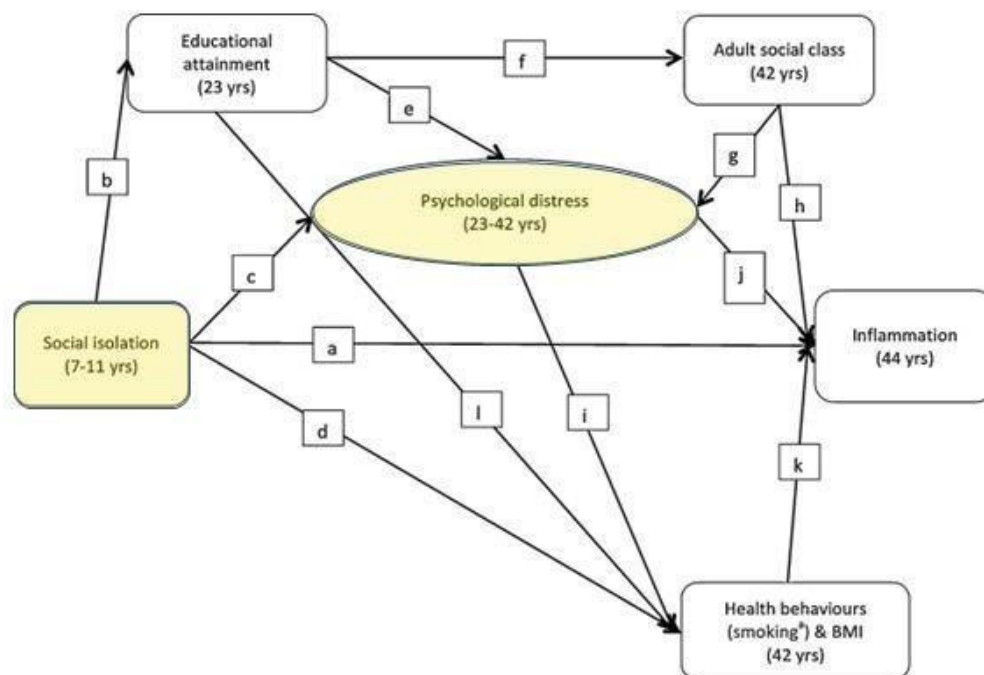 Educational
attainment
(23 yrs)
f
Adult social class
(42 yrs)
e
g
b
Psychological distress
(23-42 yrs)
h
c
j
Social isolation
(7-11 yrs)
a
Inflammation
(44 yrs)
d
l
i
k
Health behaviours
(smoking#) & BMI
(42 yrs)